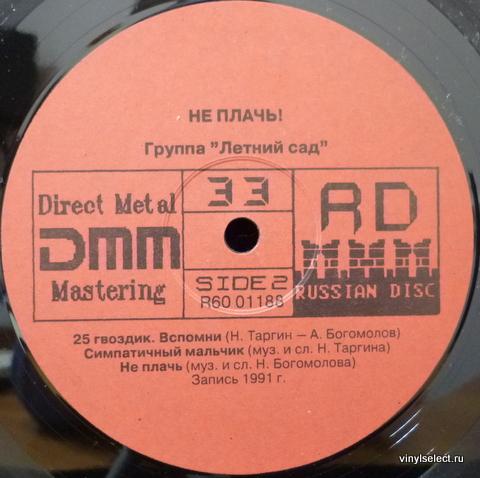 НЕ ПЛАЧЬ!
Группа "Летний сад"
Direct Metal
DMM
Mastering
33
SIDE 2
R60 01188
RD
RUSSIAN DISC
25 гвоздик. Вспомни (Н. Таргин — А. Богомолов)
Симпатичный мальчик (муз. и сл. Н. Таргина)
Не плачь (муз. и сл. Н. Богомолова)
Запись 1991 г.
vinylselect.ru